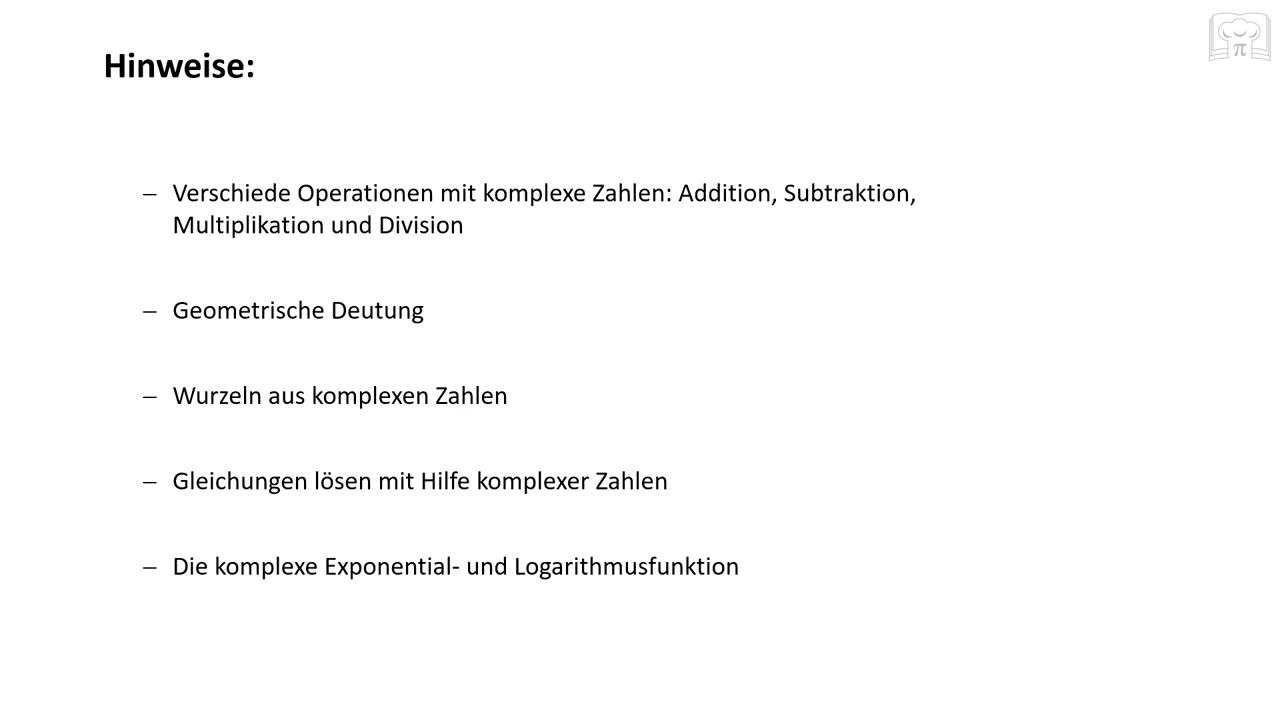 Hinweise:
– Verschiede Operationen mit komplexe Zahlen: Addition, Subtraktion,
Multiplikation und Division
– Geometrische Deutung
– Wurzeln aus komplexen Zahlen
– Gleichungen lösen mit Hilfe komplexer Zahlen
– Die komplexe Exponential- und Logarithmusfunktion
π